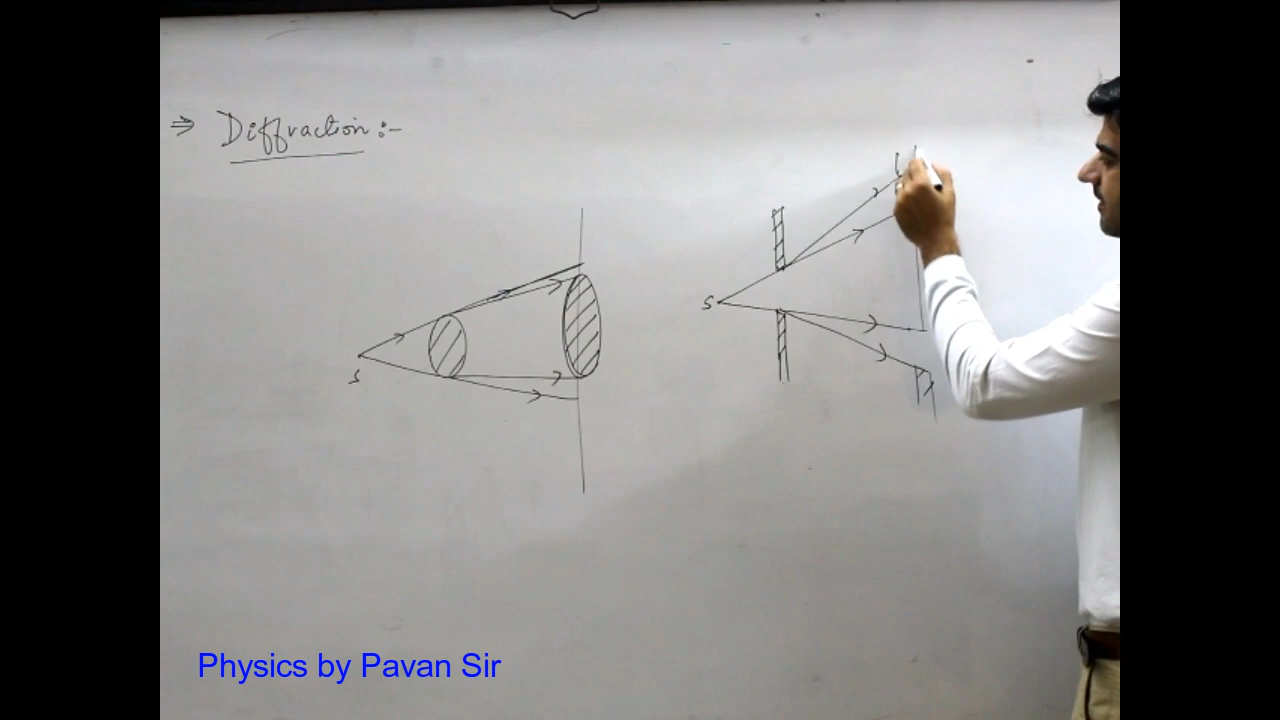 ⇒ Diffraction :-
S
S
Physics by Pavan Sir